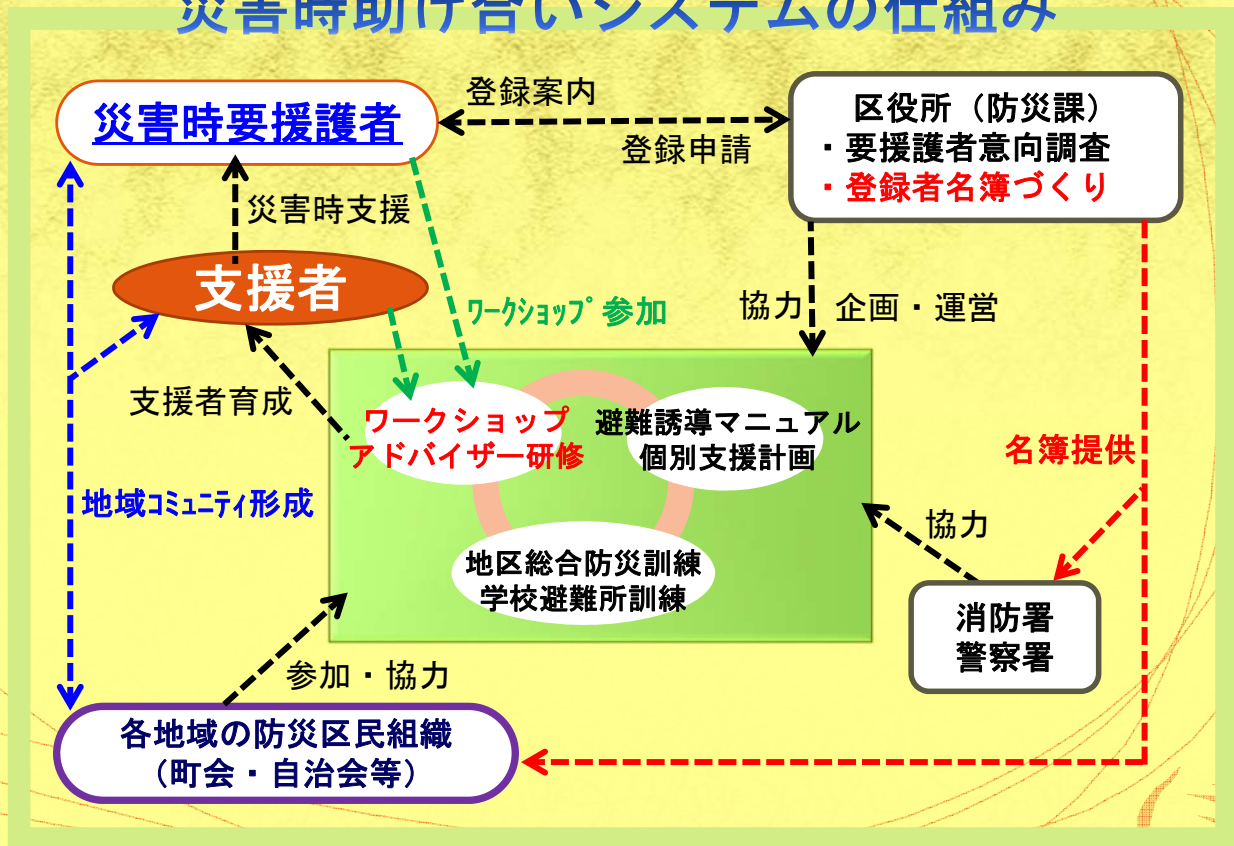 災害時助け合いシステムの仕組み
災害時要援護者
登録案内
登録申請
区役所（防災課）
・要援護者意向調査
・登録者名簿づくり
災害時支援
支援者
ﾜｰｸｼｮｯﾌﾟ参加
協力
企画・運営
支援者育成
ワークショップ
アドバイザー研修
避難誘導マニュアル
個別支援計画
名簿提供
地域ｺﾐｭﾆﾃｨ形成
協力
地区総合防災訓練
学校避難所訓練
消防署
警察署
参加・協力
各地域の防災区民組織
（町会・自治会等）